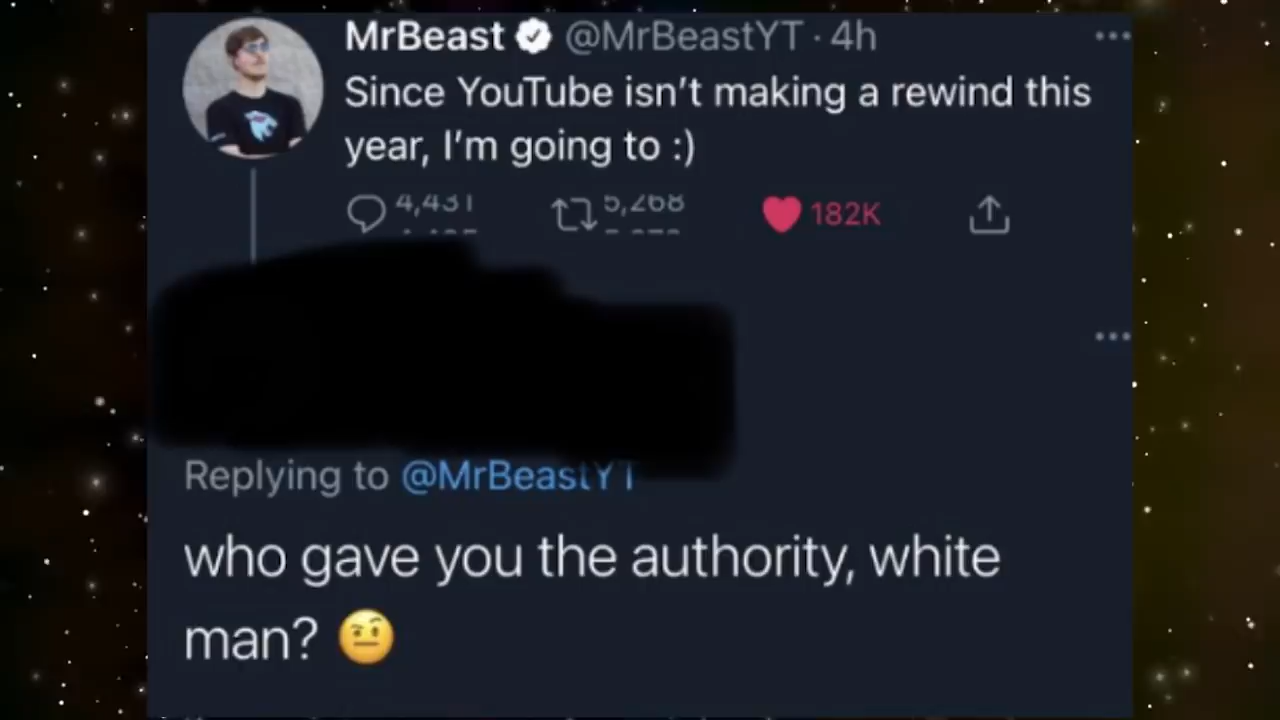 MrBeast @MrBeastYT · 4h
Since YouTube isn't making a rewind this
year, I'm going to :)
4,431 5,268 182K
Replying to @MrBeastYT
who gave you the authority, white
man? 🤨